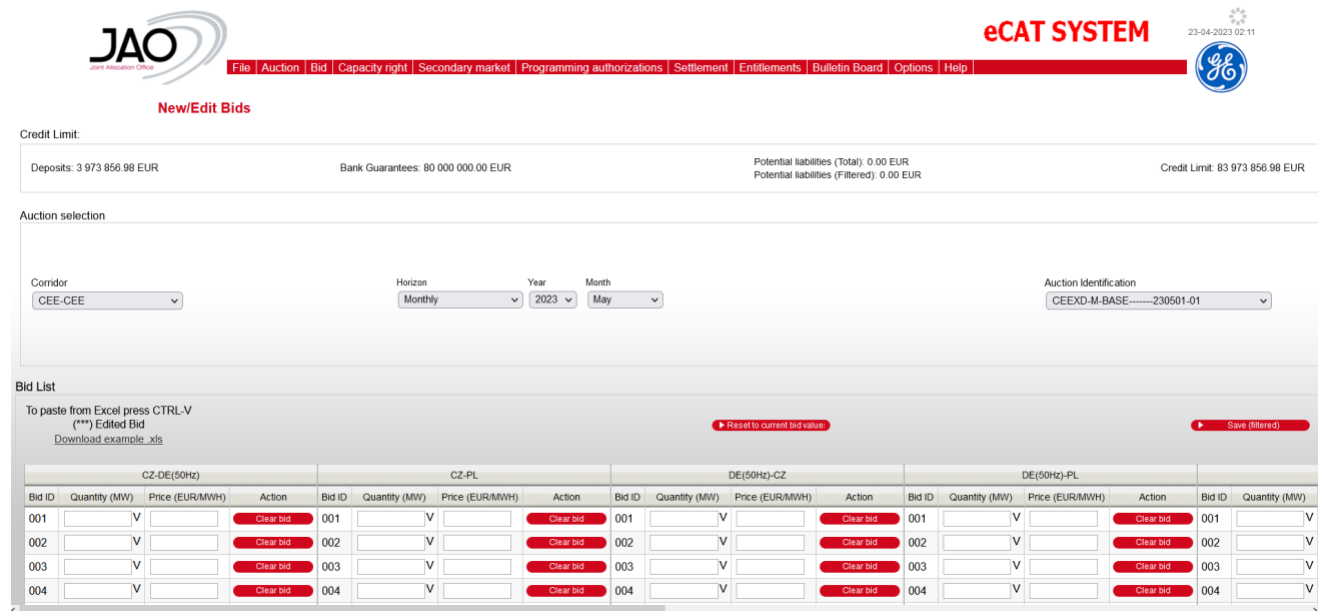 JAO
Joint Allocation Office
eCAT SYSTEM
23-04-2023 02:11
File | Auction | Bid | Capacity right | Secondary market | Programming authorizations | Settlement | Entitlements | Bulletin Board | Options | Help
New/Edit Bids
Credit Limit:
Deposits: 3 973 856.98 EUR Bank Guarantees: 80 000 000.00 EUR Potential liabilities (Total): 0.00 EUR Credit Limit: 83 973 856.98 EUR
Potential liabilities (Filtered): 0.00 EUR
Auction selection
Corridor Horizon Year Month Auction Identification
CEE-CEE Monthly 2023 May CEEXD-M-BASE-------230501-01
Bid List
To paste from Excel press CTRL-V
(***) Edited Bid
Download example .xls
Reset to current bid values Save (filtered)
CZ-DE(50Hz) CZ-PL DE(50Hz)-CZ DE(50Hz)-PL
Bid ID Quantity (MW) Price (EUR/MWH) Action Bid ID Quantity (MW) Price (EUR/MWH) Action Bid ID Quantity (MW) Price (EUR/MWH) Action Bid ID Quantity (MW) Price (EUR/MWH) Action Bid ID Quantity (MW)
001 V Clear bid 001 V Clear bid 001 V Clear bid 001 V Clear bid 001 V
002 V Clear bid 002 V Clear bid 002 V Clear bid 002 V Clear bid 002 V
003 V Clear bid 003 V Clear bid 003 V Clear bid 003 V Clear bid 003 V
004 V Clear bid 004 V Clear bid 004 V Clear bid 004 V Clear bid 004 V